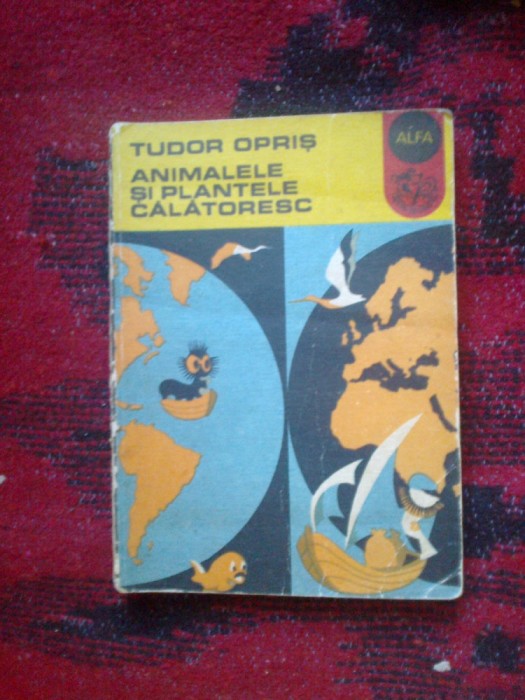 TUDOR OPRIȘ
ALFA
ANIMALELE
ȘI PLANTELE
CĂLĂTORESC